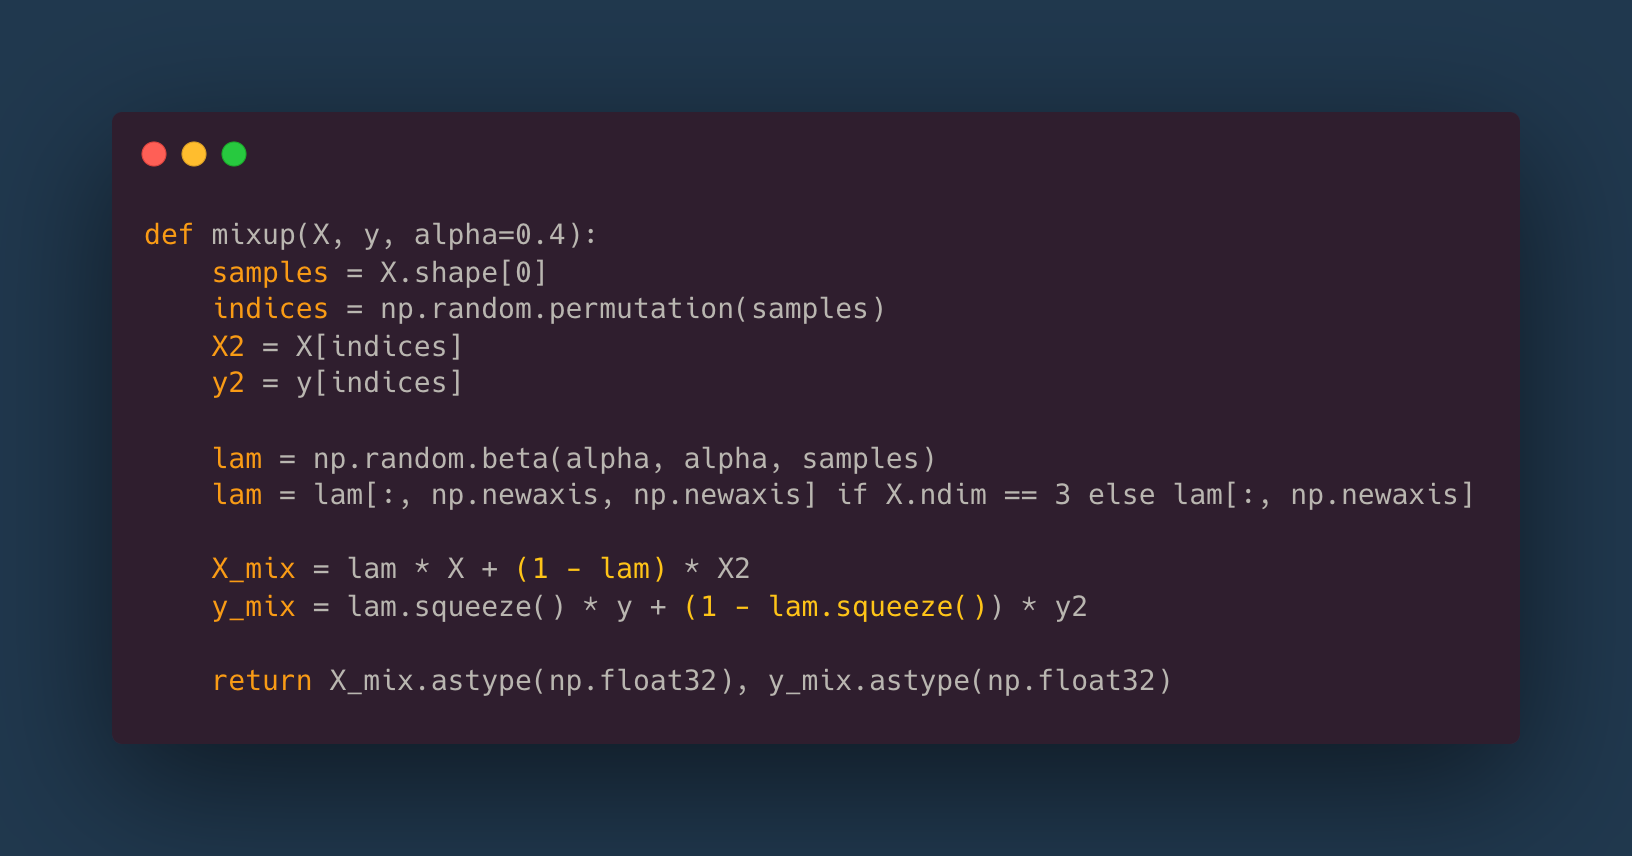 def mixup(X, y, alpha=0.4):
    samples = X.shape[0]
    indices = np.random.permutation(samples)
    X2 = X[indices]
    y2 = y[indices]

    lam = np.random.beta(alpha, alpha, samples)
    lam = lam[:, np.newaxis, np.newaxis] if X.ndim == 3 else lam[:, np.newaxis]

    X_mix = lam * X + (1 - lam) * X2
    y_mix = lam.squeeze() * y + (1 - lam.squeeze()) * y2

    return X_mix.astype(np.float32), y_mix.astype(np.float32)